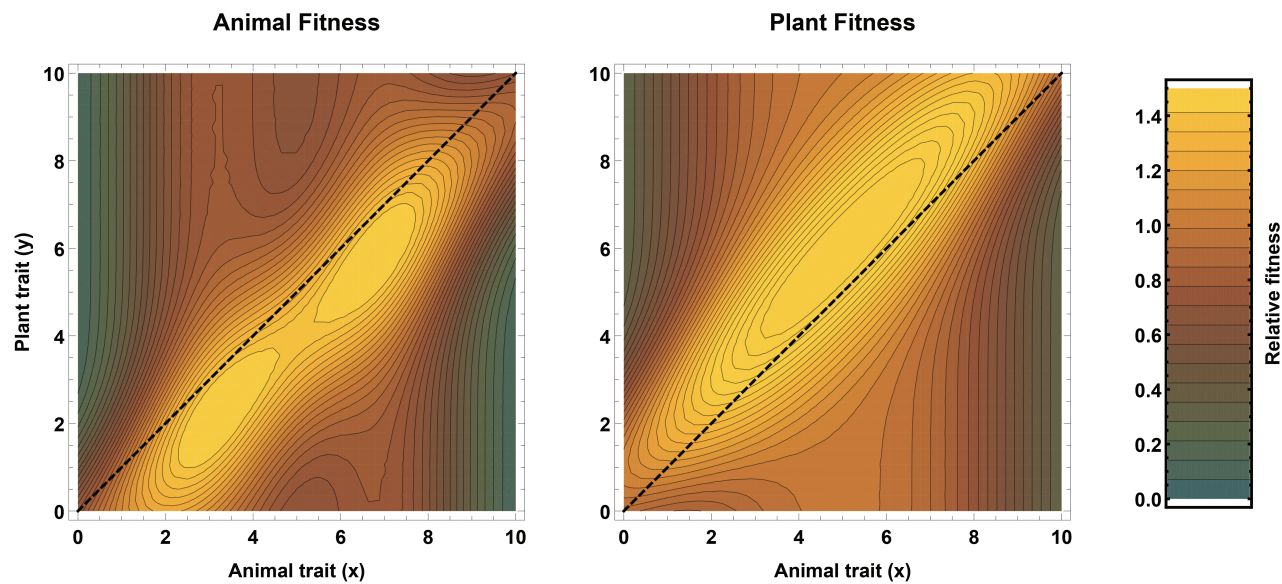 Animal Fitness
Plant Fitness
10
8
6
4
2
0
Plant trait (y)
0 2 4 6 8 10
Animal trait (x)
10
8
6
4
2
0
0 2 4 6 8 10
Animal trait (x)
1.4
1.2
1.0
0.8
0.6
0.4
0.2
0.0
Relative fitness